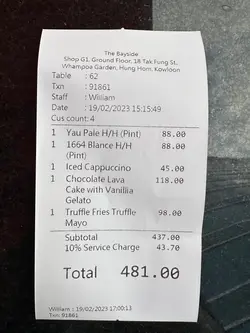 The Bayside
Shop G1, Ground Floor, 18 Tak Fung St,
Whampoa Garden, Hung Hom, Kowloon
Table : 62
Txn : 91861
Staff : William
Date : 19/02/2023 15:15:49
Cus count: 4
1 Yau Pale H/H (Pint) 88.00
1 1664 Blance H/H 88.00
(Pint)
1 Iced Cappuccino 45.00
1 Chocolate Lava 118.00
Cake with Vanillia
Gelato
1 Truffle Fries Truffle 98.00
Mayo
Subtotal 437.00
10% Service Charge 43.70
Total 481.00
William : 19/02/2023 17:00:13
Txn 91861